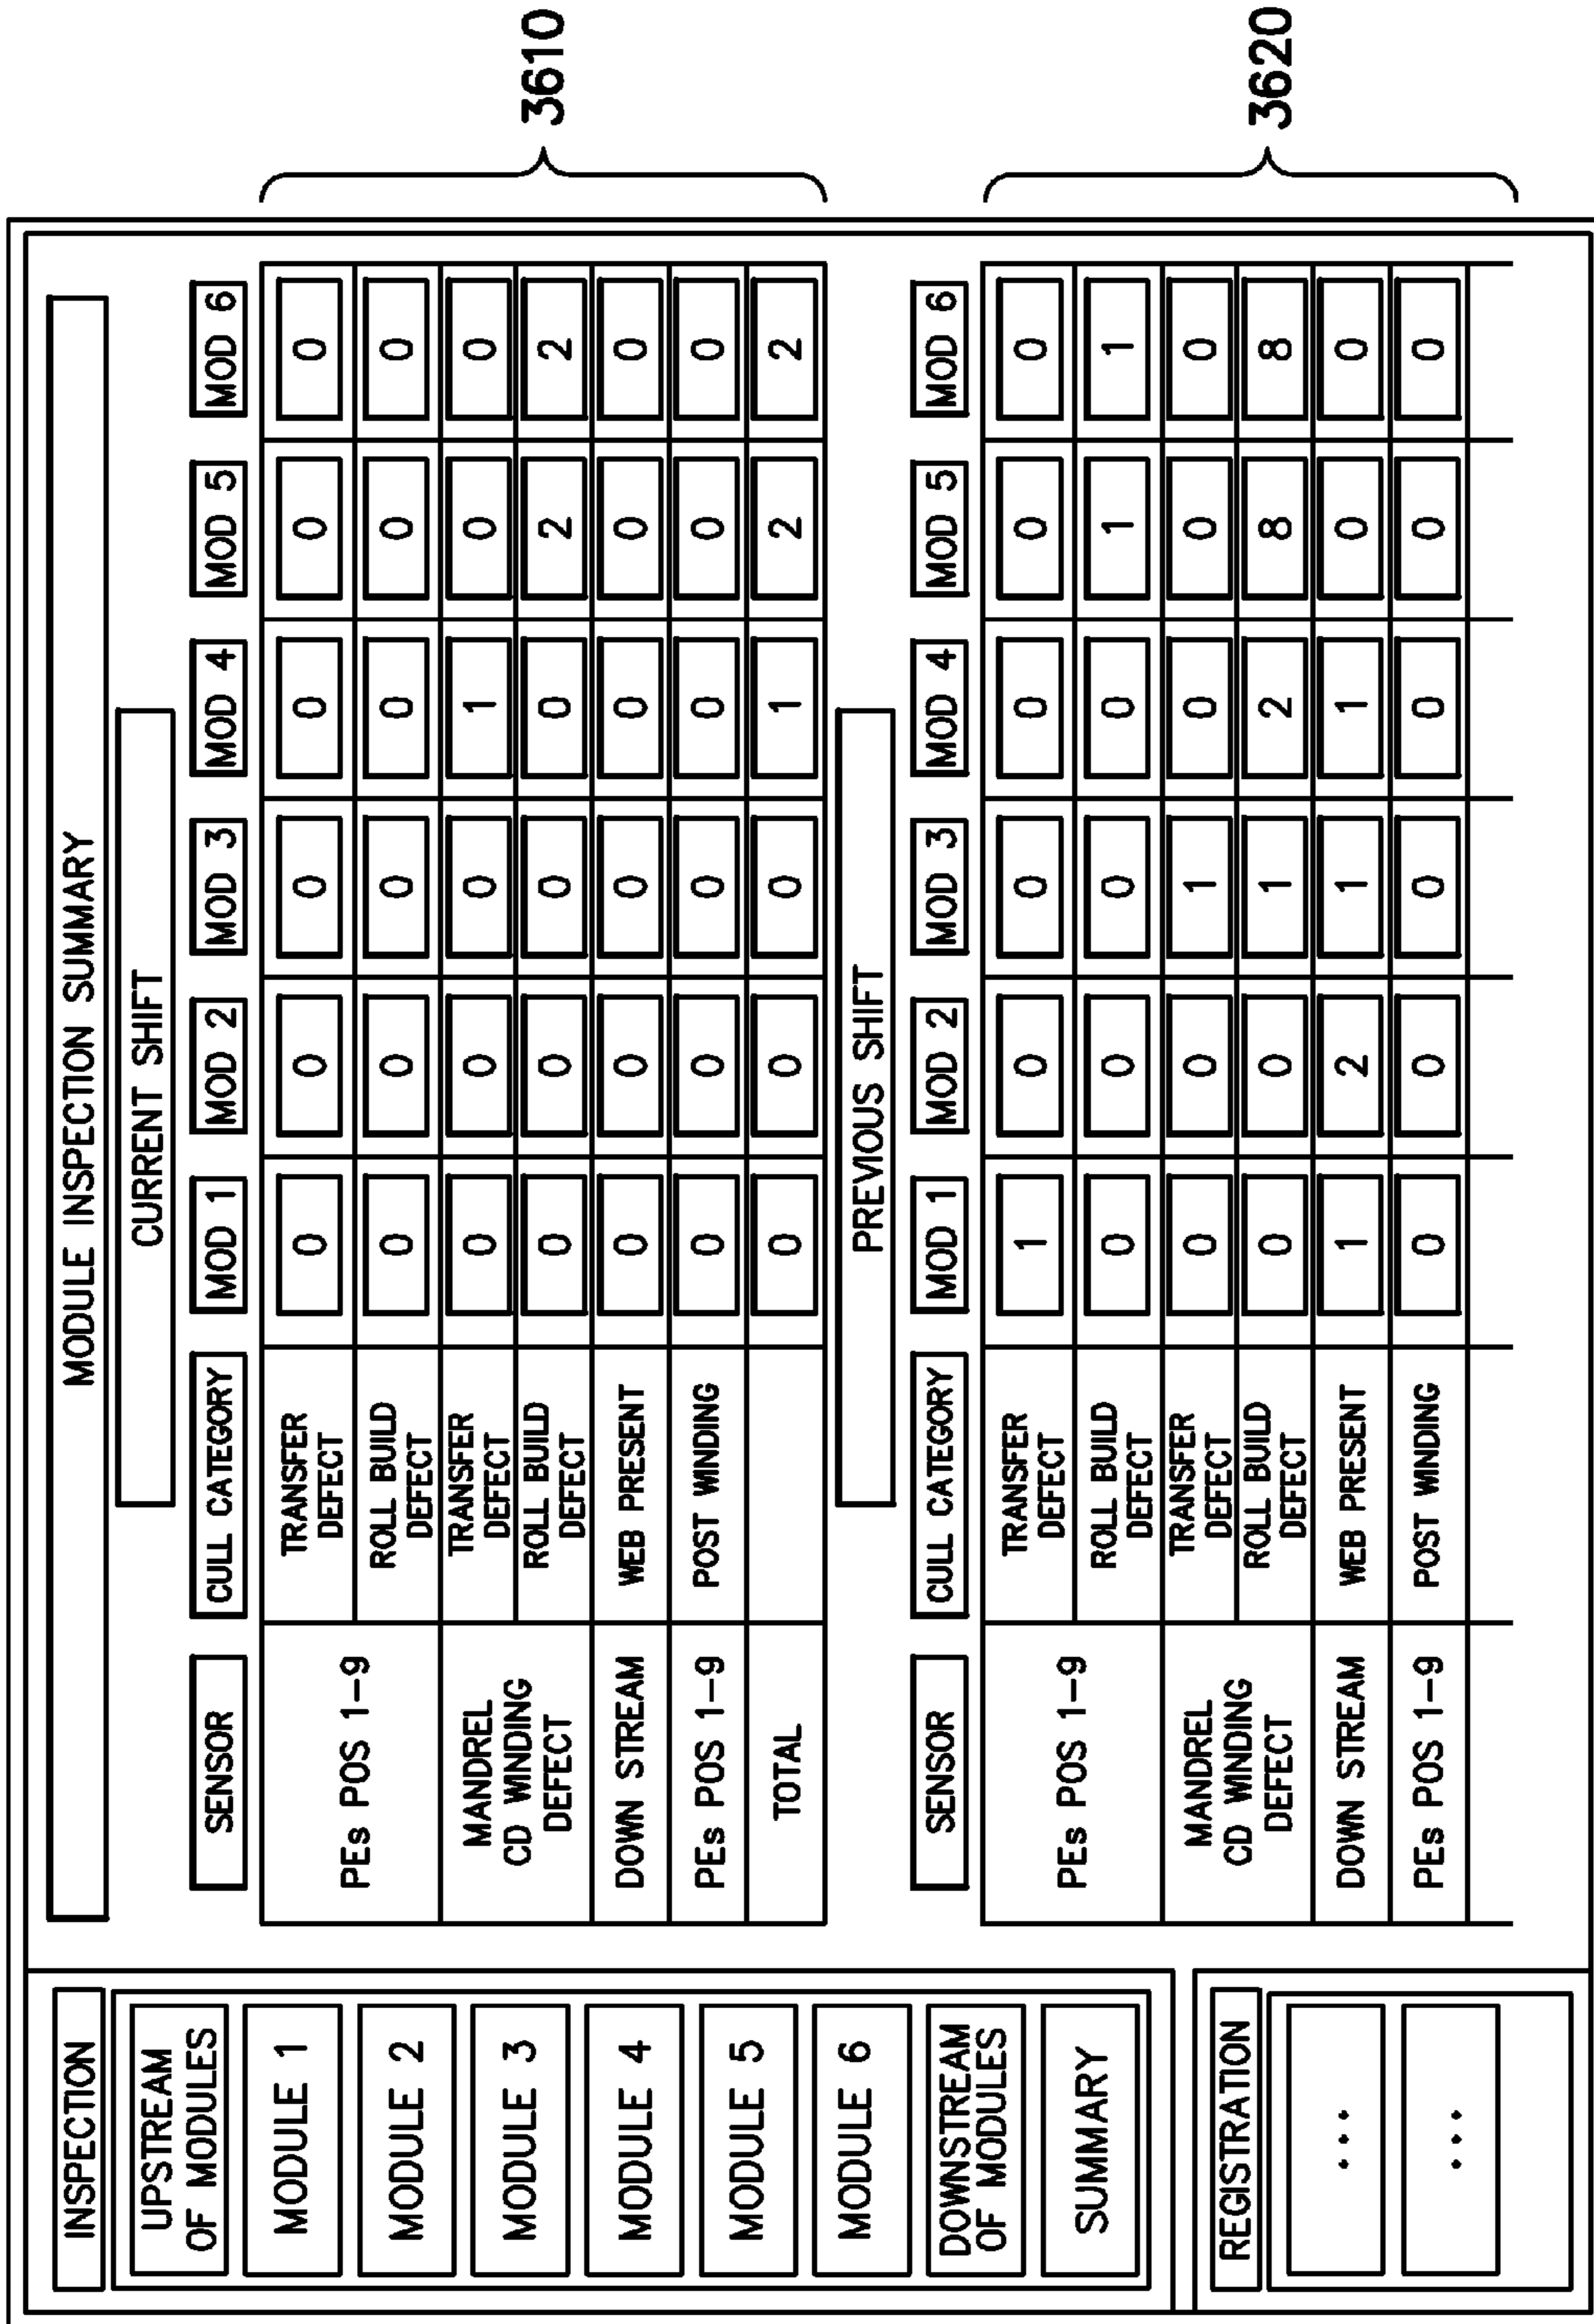 INSPECTION
UPSTREAM
OF MODULES
MODULE 1
MODULE 2
MODULE 3
MODULE 4
MODULE 5
MODULE 6
DOWNSTREAM
OF MODULES
SUMMARY
REGISTRATION
...
...
MODULE INSPECTION SUMMARY
CURRENT SHIFT
SENSOR CULL CATEGORY MOD 1 MOD 2 MOD 3 MOD 4 MOD 5 MOD 6
PEs POS 1-9
TRANSFER
DEFECT
0 0 0 0 0 0
ROLL BUILD
DEFECT
0 0 0 0 0 0
MANDREL
CD WINDING
DEFECT
TRANSFER
DEFECT
0 0 0 1 0 0
ROLL BUILD
DEFECT
0 0 0 0 2 2
DOWN STREAM WEB PRESENT 0 0 0 0 0 0
PEs POS 1-9 POST WINDING 0 0 0 0 0 0
TOTAL 0 0 0 1 2 2
3610
PREVIOUS SHIFT
SENSOR CULL CATEGORY MOD 1 MOD 2 MOD 3 MOD 4 MOD 5 MOD 6
PEs POS 1-9
TRANSFER
DEFECT
1 0 0 0 0 0
ROLL BUILD
DEFECT
0 0 0 0 1 1
MANDREL
CD WINDING
DEFECT
TRANSFER
DEFECT
0 0 1 0 0 0
ROLL BUILD
DEFECT
0 0 1 2 8 8
DOWN STREAM WEB PRESENT 1 2 1 1 0 0
PEs POS 1-9 POST WINDING 0 0 0 0 0 0
3620